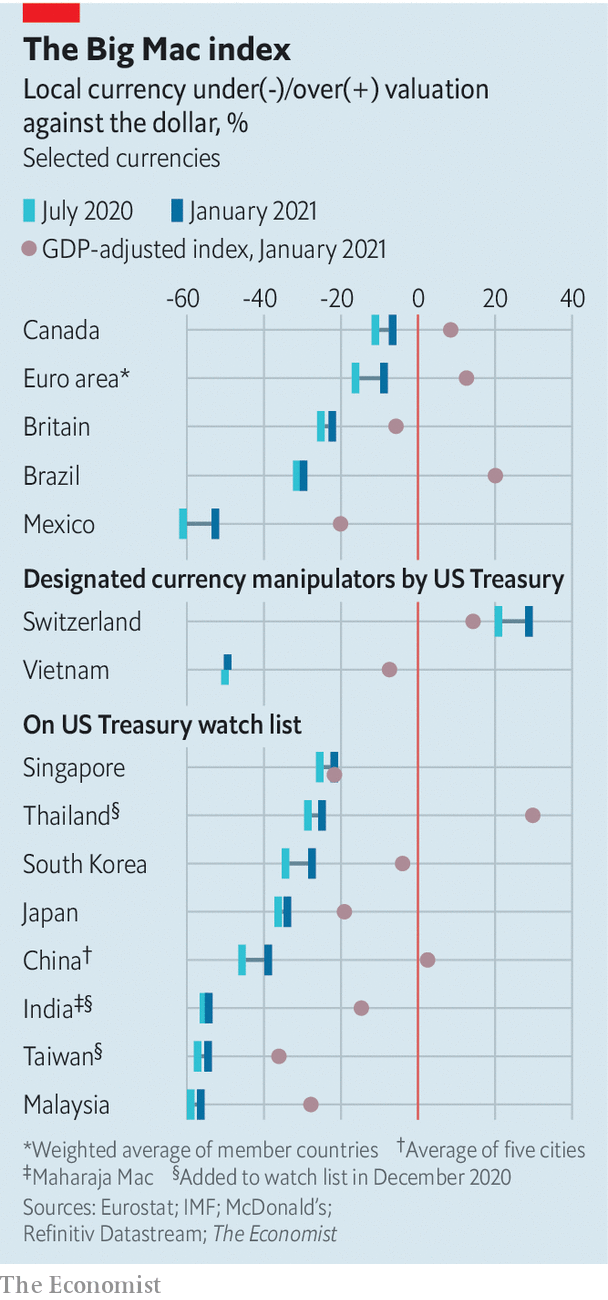 The Big Mac index
Local currency under(-)/over(+) valuation
against the dollar, %
Selected currencies
July 2020 January 2021
GDP-adjusted index, January 2021
-60 -40 -20 0 20 40
Canada
Euro area*
Britain
Brazil
Mexico
Designated currency manipulators by US Treasury
Switzerland
Vietnam
On US Treasury watch list
Singapore
Thailand§
South Korea
Japan
China†
India‡§
Taiwan§
Malaysia
*Weighted average of member countries †Average of five cities
‡Maharaja Mac §Added to watch list in December 2020
Sources: Eurostat; IMF; McDonald's;
Refinitiv Datastream; The Economist
The Economist